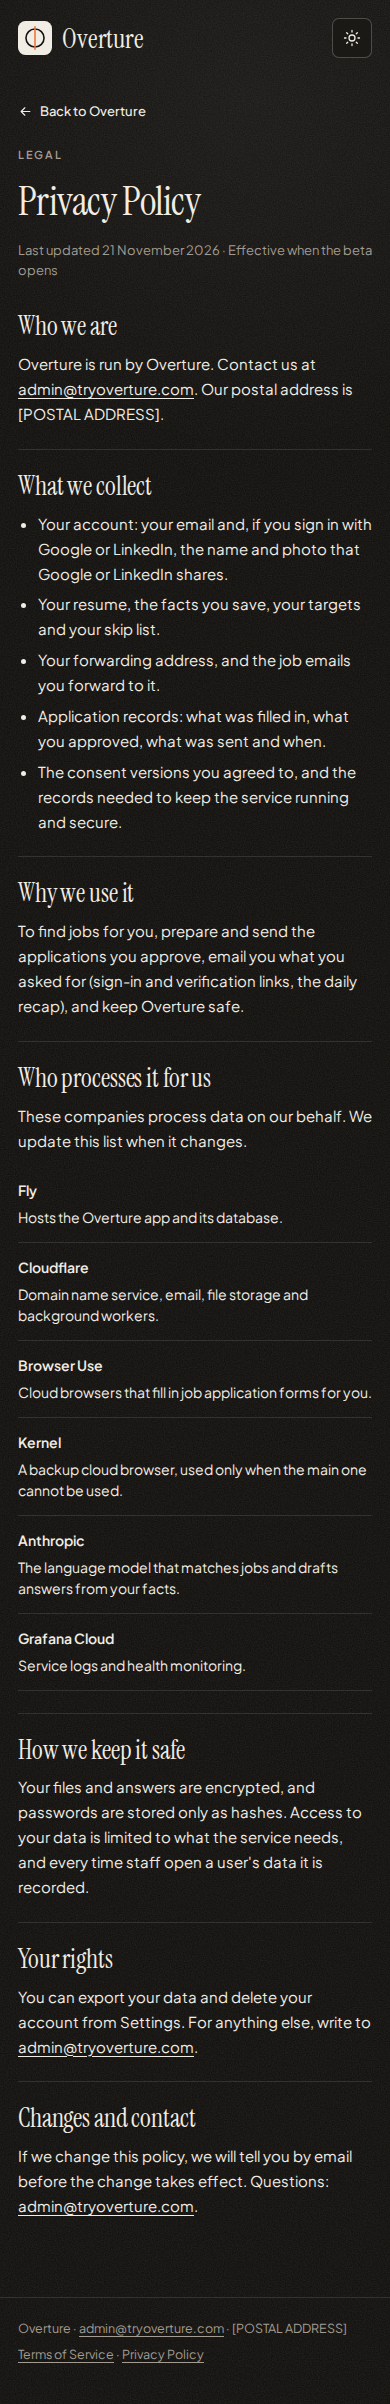 Overture
← Back to Overture
LEGAL
Privacy Policy
Last updated 21 November 2026 · Effective when the beta
opens
Who we are
Overture is run by Overture. Contact us at
admin@tryoverture.com. Our postal address is
[POSTAL ADDRESS].
What we collect
• Your account: your email and, if you sign in with
Google or LinkedIn, the name and photo that
Google or LinkedIn shares.
• Your resume, the facts you save, your targets
and your skip list.
• Your forwarding address, and the job emails
you forward to it.
• Application records: what was filled in, what
you approved, what was sent and when.
• The consent versions you agreed to, and the
records needed to keep the service running
and secure.
Why we use it
To find jobs for you, prepare and send the
applications you approve, email you what you
asked for (sign-in and verification links, the daily
recap), and keep Overture safe.
Who processes it for us
These companies process data on our behalf. We
update this list when it changes.
Fly
Hosts the Overture app and its database.
Cloudflare
Domain name service, email, file storage and
background workers.
Browser Use
Cloud browsers that fill in job application forms for you.
Kernel
A backup cloud browser, used only when the main one
cannot be used.
Anthropic
The language model that matches jobs and drafts
answers from your facts.
Grafana Cloud
Service logs and health monitoring.
How we keep it safe
Your files and answers are encrypted, and
passwords are stored only as hashes. Access to
your data is limited to what the service needs,
and every time staff open a user's data it is
recorded.
Your rights
You can export your data and delete your
account from Settings. For anything else, write to
admin@tryoverture.com.
Changes and contact
If we change this policy, we will tell you by email
before the change takes effect. Questions:
admin@tryoverture.com.
Overture · admin@tryoverture.com · [POSTAL ADDRESS]
Terms of Service · Privacy Policy